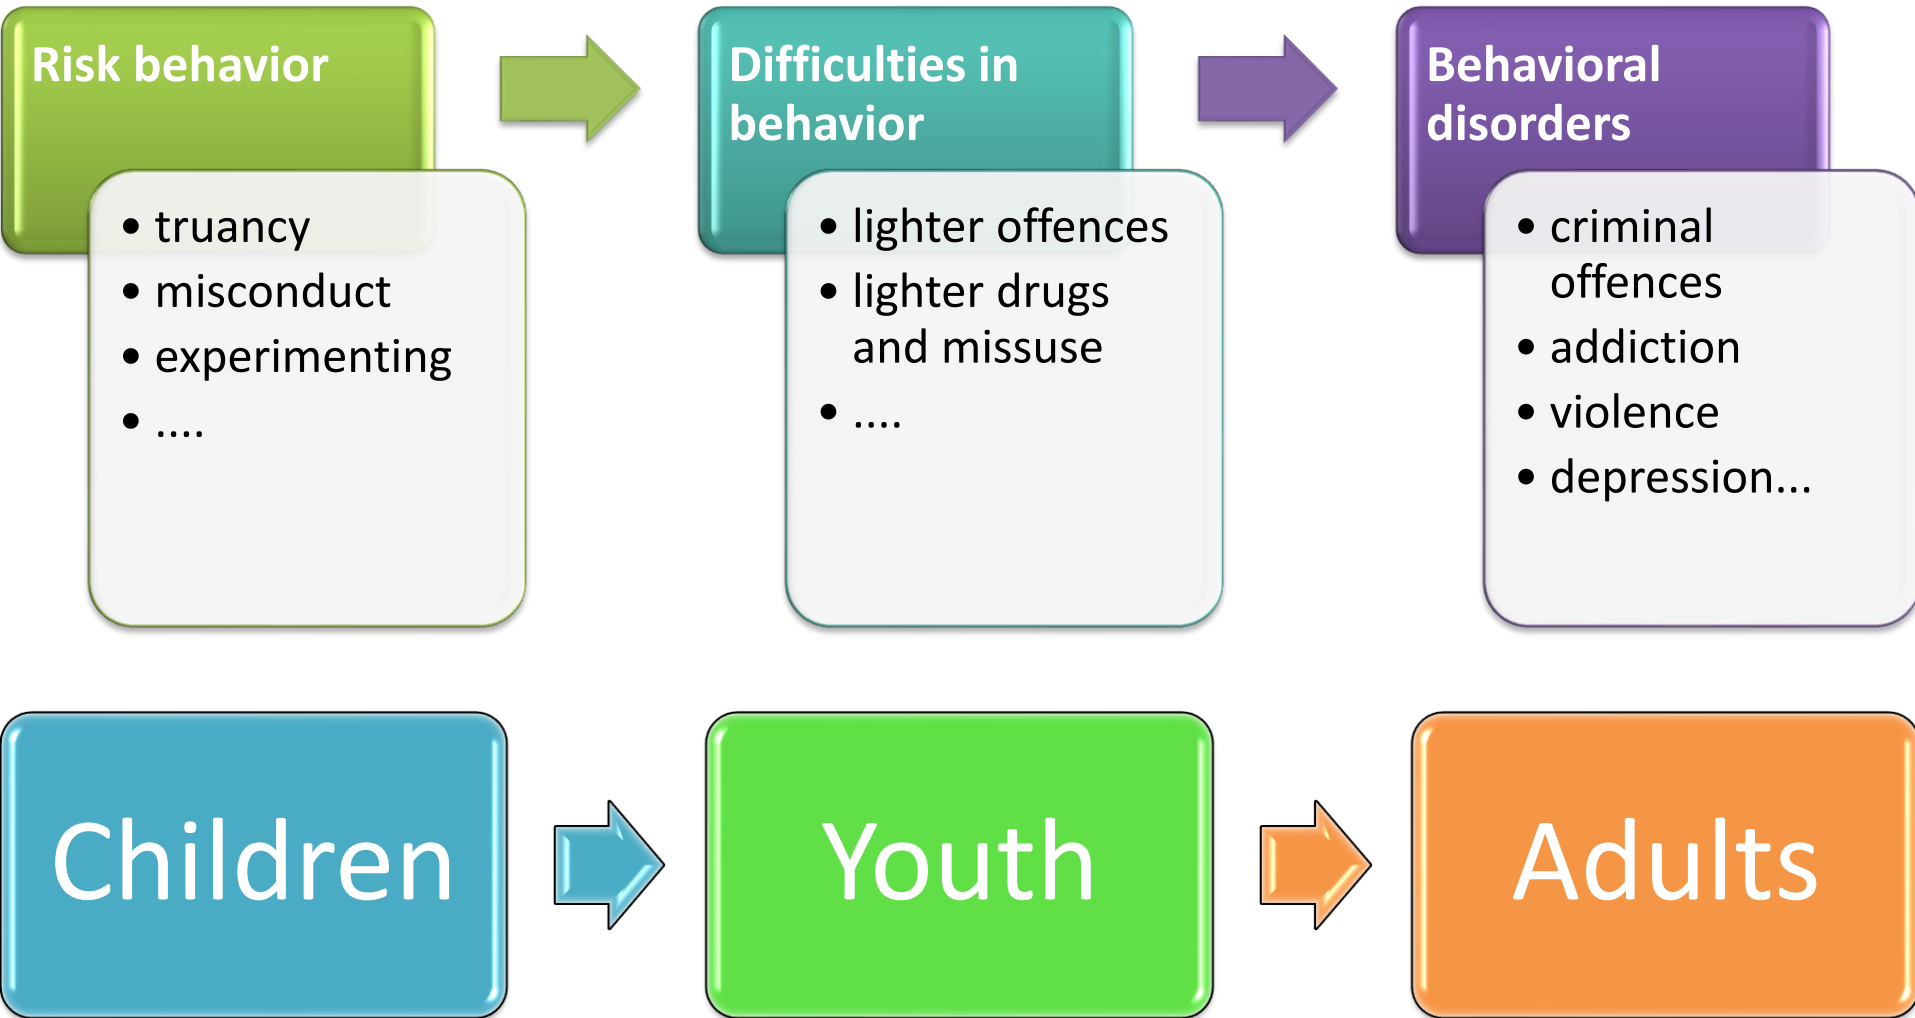 Risk behavior
• truancy
• misconduct
• experimenting
• ....
Difficulties in
behavior
• lighter offences
• lighter drugs
and missuse
• ....
Behavioral
disorders
• criminal
offences
• addiction
• violence
• depression...
Children
Youth
Adults